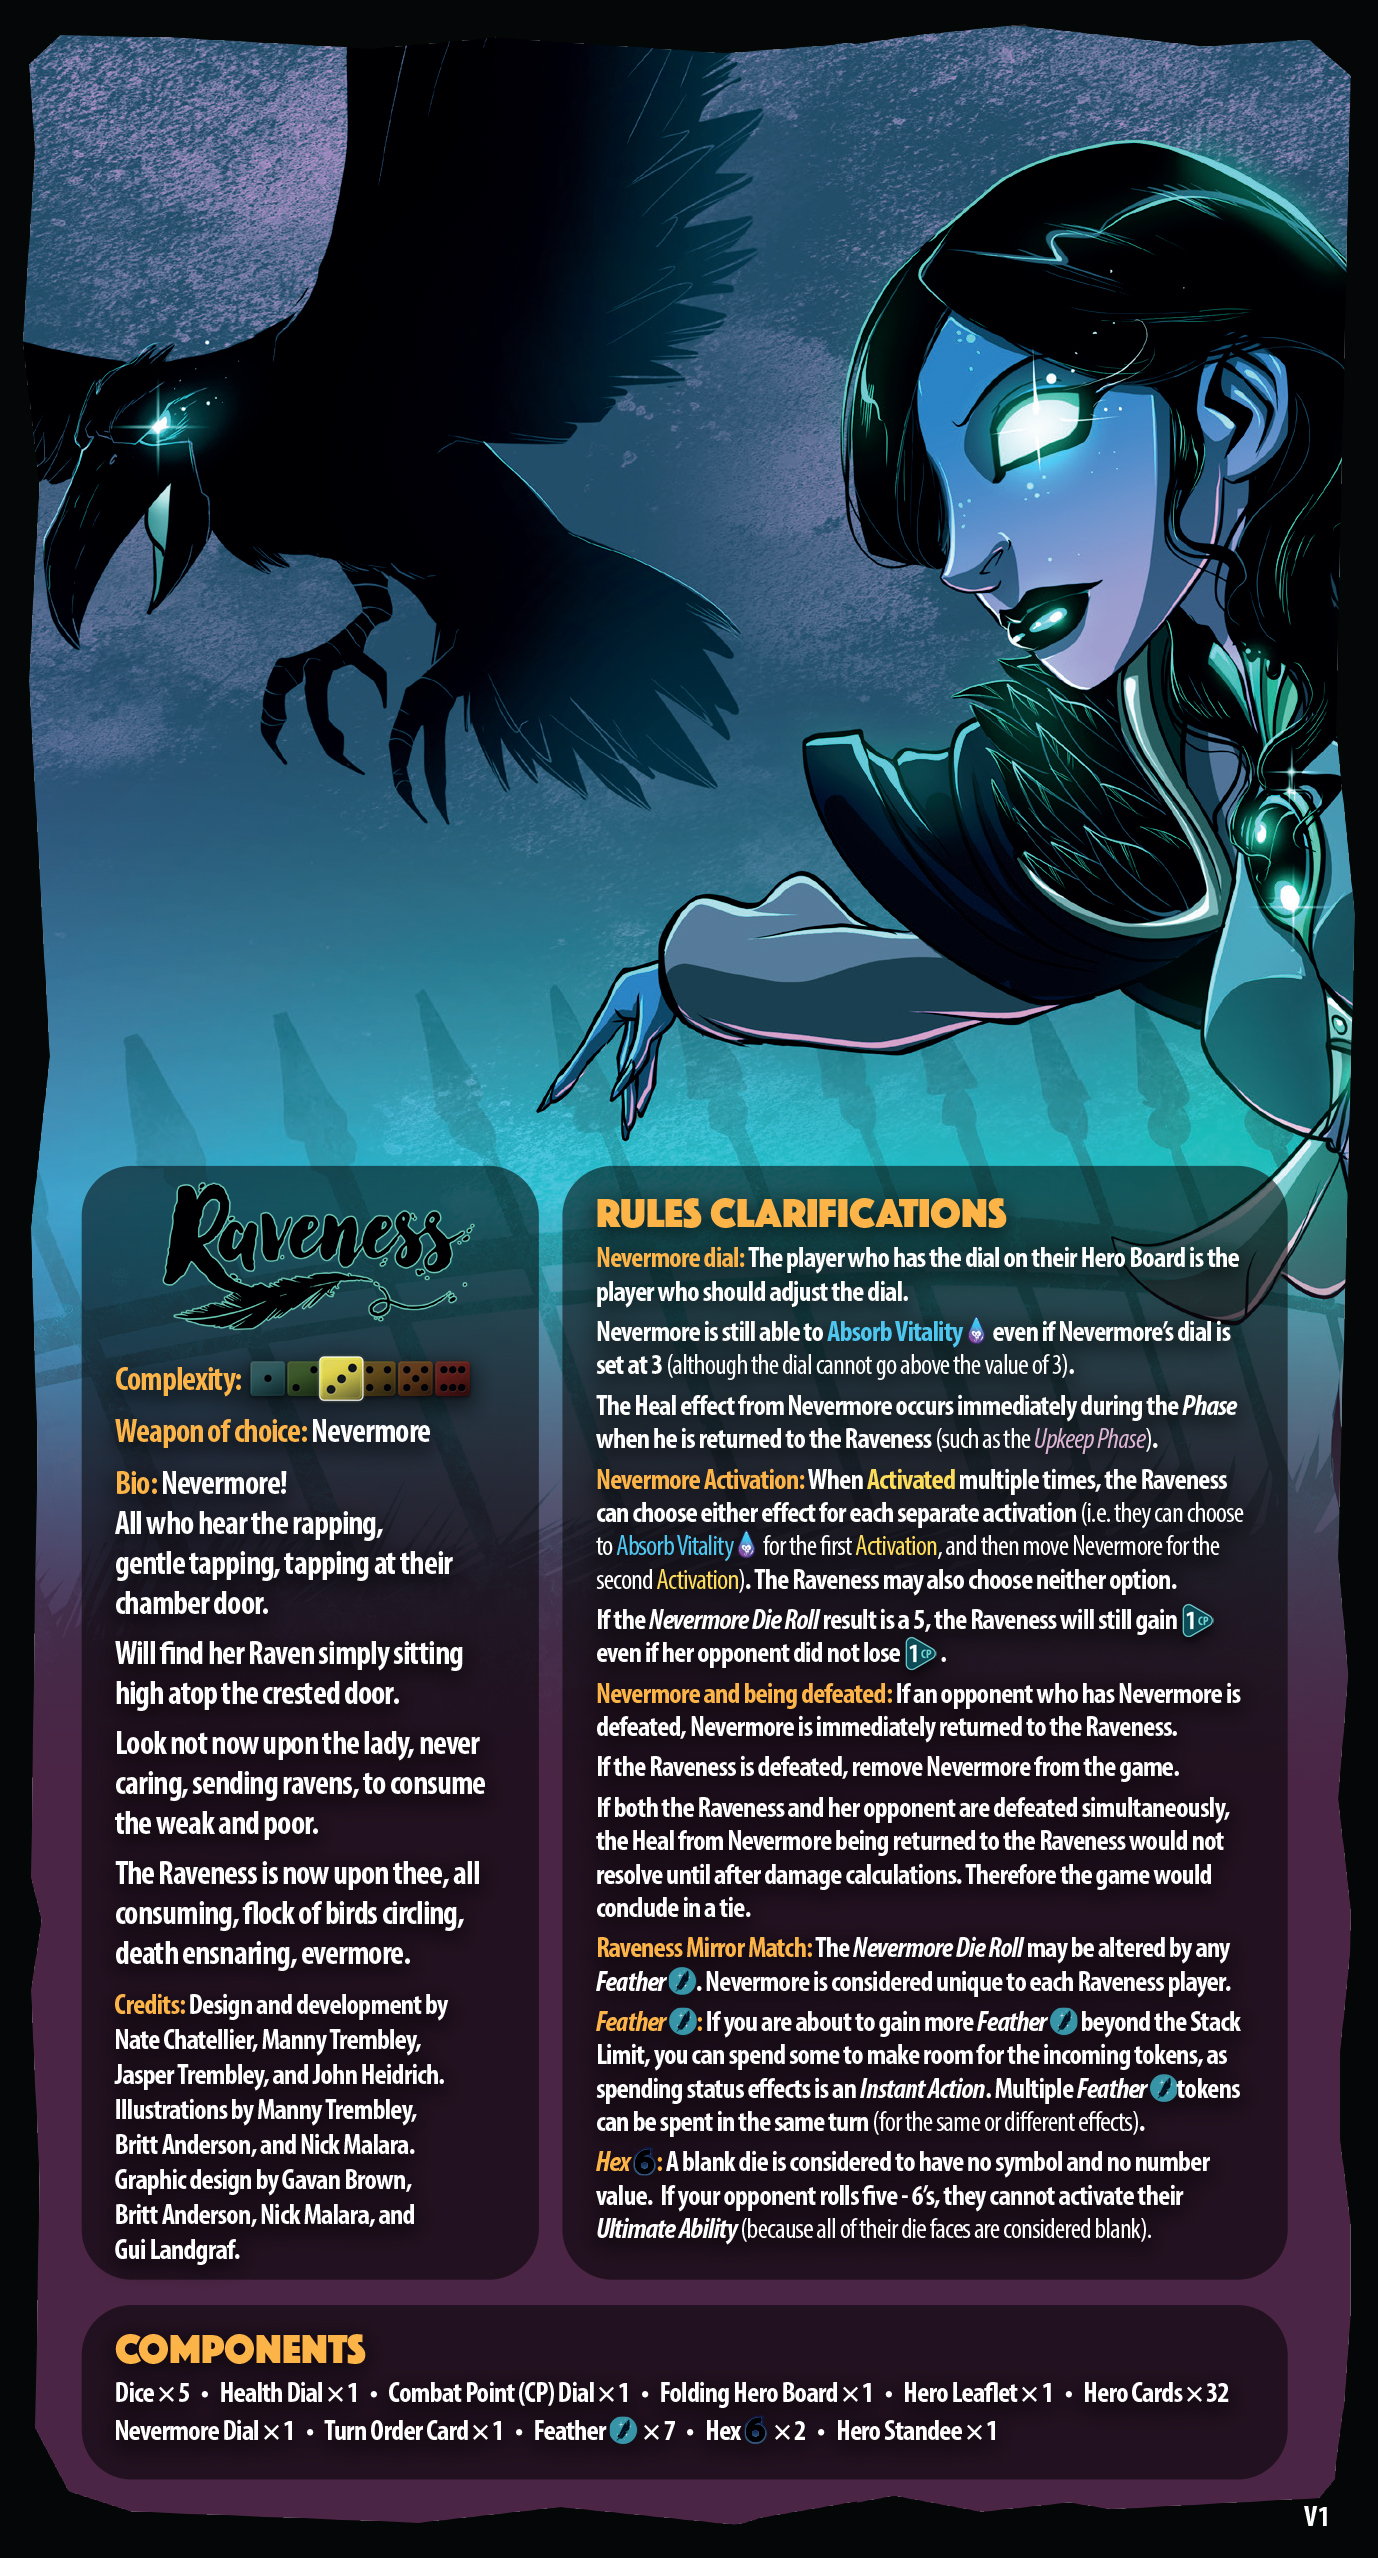 Raveness
Complexity:
Weapon of choice: Nevermore
Bio: Nevermore!
All who hear the rapping,
gentle tapping, tapping at their
chamber door.
Will find her Raven simply sitting
high atop the crested door.
Look not now upon the lady, never
caring, sending ravens, to consume
the weak and poor.
The Raveness is now upon thee, all
consuming, flock of birds circling,
death ensnaring, evermore.
Credits: Design and development by
Nate Chatellier, Manny Trembley,
Jasper Trembley, and John Heidrich.
Illustrations by Manny Trembley,
Britt Anderson, and Nick Malara.
Graphic design by Gavan Brown,
Britt Anderson, Nick Malara, and
Gui Landgraf.
RULES CLARIFICATIONS
Nevermore dial: The player who has the dial on their Hero Board is the
player who should adjust the dial.
Nevermore is still able to Absorb Vitality even if Nevermore's dial is
set at 3 (although the dial cannot go above the value of 3).
The Heal effect from Nevermore occurs immediately during the Phase
when he is returned to the Raveness (such as the Upkeep Phase).
Nevermore Activation: When Activated multiple times, the Raveness
can choose either effect for each separate activation (i.e. they can choose
to Absorb Vitality for the first Activation, and then move Nevermore for the
second Activation). The Raveness may also choose neither option.
If the Nevermore Die Roll result is a 5, the Raveness will still gain 1 CP
even if her opponent did not lose 1 CP .
Nevermore and being defeated: If an opponent who has Nevermore is
defeated, Nevermore is immediately returned to the Raveness.
If the Raveness is defeated, remove Nevermore from the game.
If both the Raveness and her opponent are defeated simultaneously,
the Heal from Nevermore being returned to the Raveness would not
resolve until after damage calculations. Therefore the game would
conclude in a tie.
Raveness Mirror Match: The Nevermore Die Roll may be altered by any
Feather. Nevermore is considered unique to each Raveness player.
Feather: If you are about to gain more Feather beyond the Stack
Limit, you can spend some to make room for the incoming tokens, as
spending status effects is an Instant Action. Multiple Feather tokens
can be spent in the same turn (for the same or different effects).
Hex 6: A blank die is considered to have no symbol and no number
value. If your opponent rolls five - 6's, they cannot activate their
Ultimate Ability (because all of their die faces are considered blank).
COMPONENTS
Dice × 5 • Health Dial × 1 • Combat Point (CP) Dial × 1 • Folding Hero Board × 1 • Hero Leaflet × 1 • Hero Cards × 32
Nevermore Dial × 1 • Turn Order Card × 1 • Feather × 7 • Hex 6 × 2 • Hero Standee × 1
V1